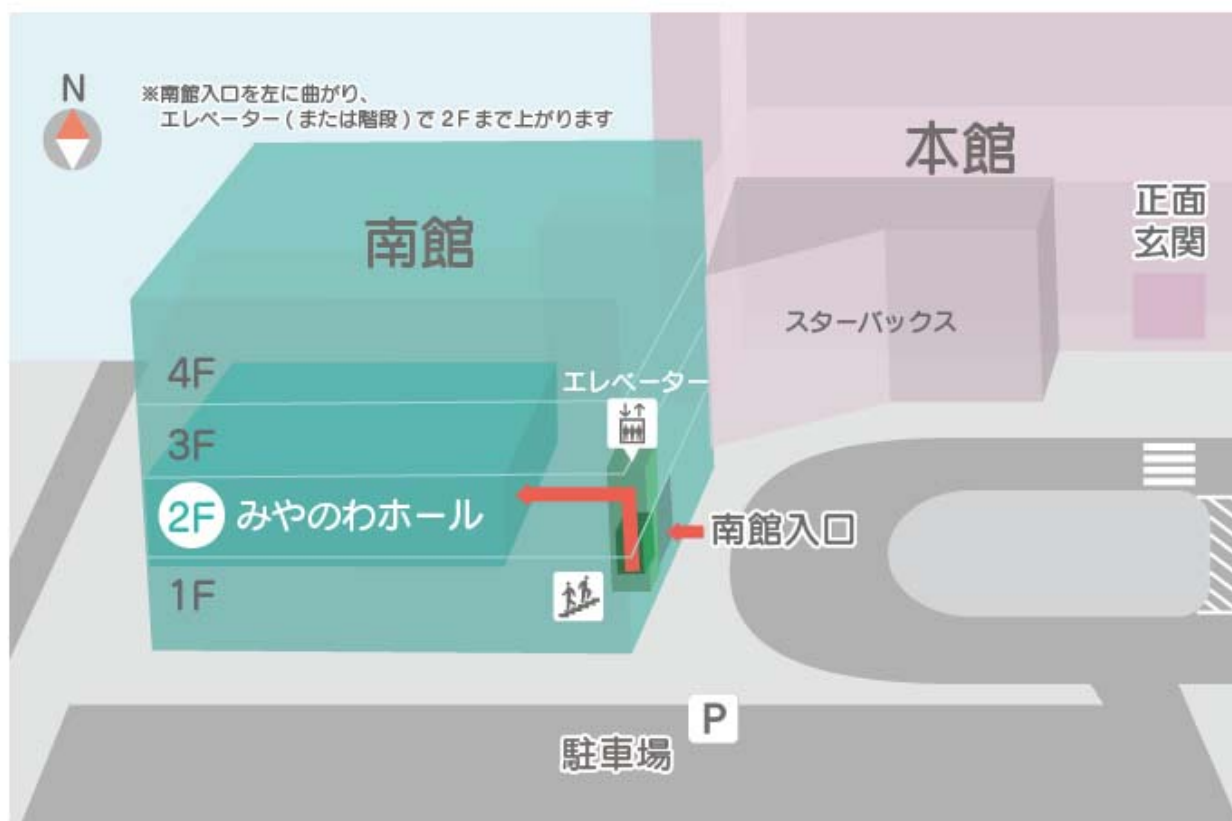 N
※南館入口を左に曲がり、
エレベーター(または階段)で2Fまで上がります
本館
正面
玄関
南館
スターバックス
4F
エレベーター
3F
2F みやのわホール
南館入口
1F
P
駐車場